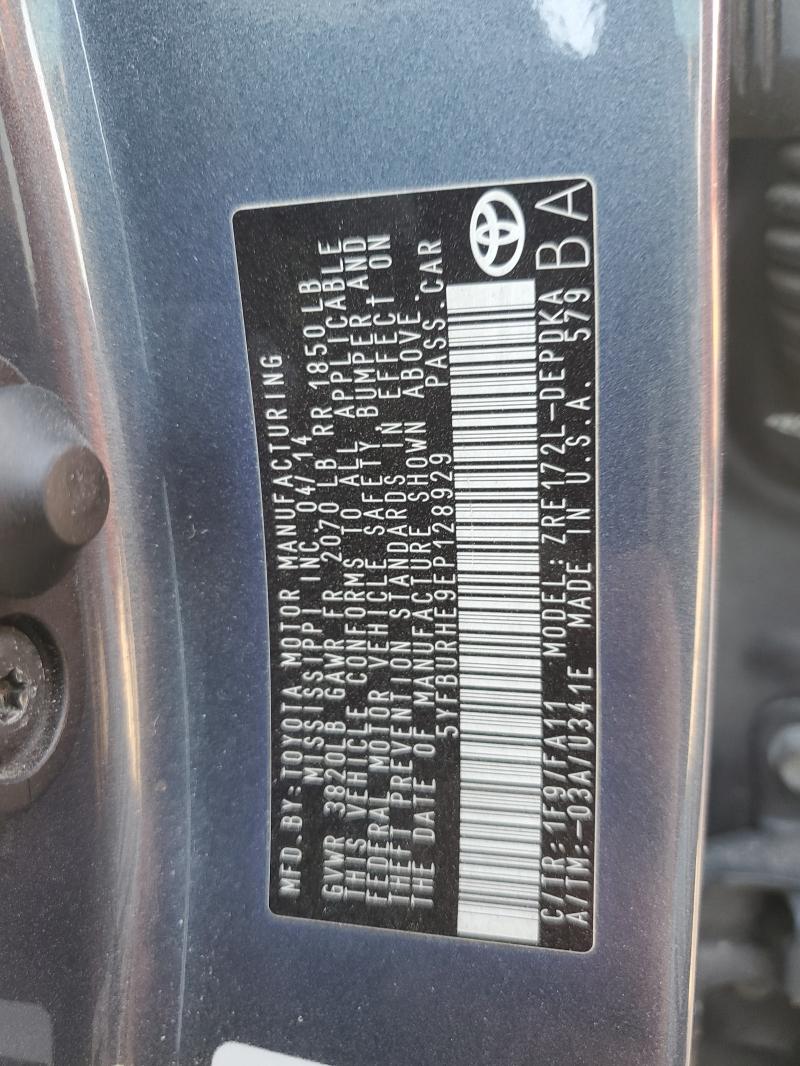 MFD. BY: TOYOTA MOTOR MANUFACTURING
MISSISSIPPI INC. 04/14
GVWR 3820LB GAWR FR 2070 LB RR 1850 LB
THIS VEHICLE CONFORMS TO ALL APPLICABLE
FEDERAL MOTOR VEHICLE SAFETY, BUMPER AND
THEFT PREVENTION STANDARDS IN EFFECT ON
THE DATE OF MANUFACTURE SHOWN ABOVE.
5YFBURHE9EP128929 PASS. CAR
C/TR: 1F9/FA11 MODEL: ZRE172L-DEPDKA
A/TM: -03A/U341E MADE IN U.S.A. 579 BA